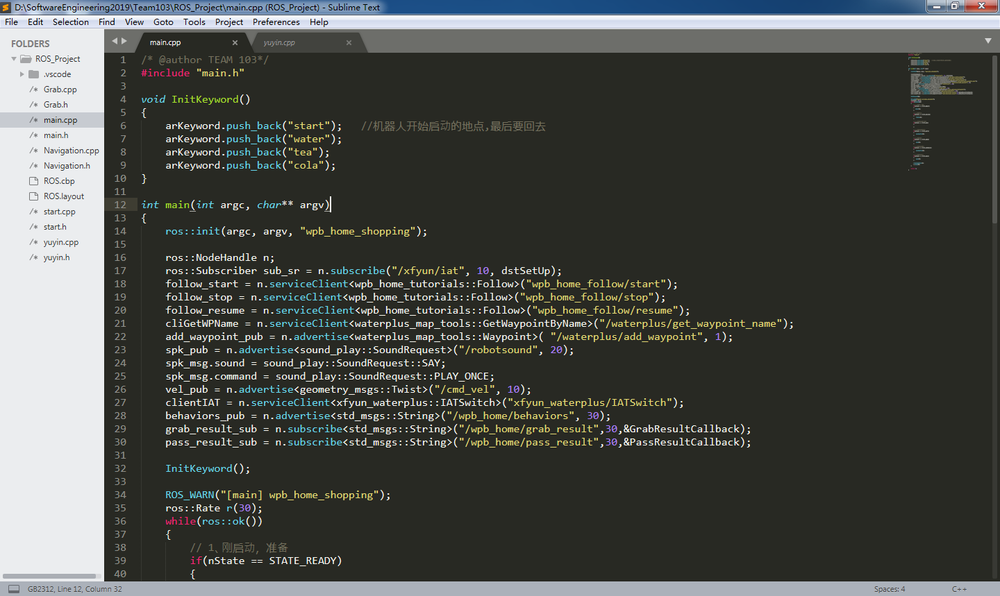 D:\SoftwareEngineering2019\Team103\ROS_Project\main.cpp (ROS_Project) - Sublime Text
File Edit Selection Find View Goto Tools Project Preferences Help
FOLDERS
ROS_Project
.vscode
/* Grab.cpp
/* Grab.h
/* main.cpp
/* main.h
/* Navigation.cpp
/* Navigation.h
ROS.cbp
ROS.layout
/* start.cpp
/* start.h
/* yuyin.cpp
/* yuyin.h
main.cpp × yuyin.cpp ×
1 /* @author TEAM 103*/
2 #include "main.h"
3
4 void InitKeyword()
5 {
6 arKeyword.push_back("start"); //机器人开始启动的地点,最后要回去
7 arKeyword.push_back("water");
8 arKeyword.push_back("tea");
9 arKeyword.push_back("cola");
10 }
11
12 int main(int argc, char** argv)
13 {
14 ros::init(argc, argv, "wpb_home_shopping");
15
16 ros::NodeHandle n;
17 ros::Subscriber sub_sr = n.subscribe("/xfyun/iat", 10, dstSetUp);
18 follow_start = n.serviceClient<wpb_home_tutorials::Follow>("wpb_home_follow/start");
19 follow_stop = n.serviceClient<wpb_home_tutorials::Follow>("wpb_home_follow/stop");
20 follow_resume = n.serviceClient<wpb_home_tutorials::Follow>("wpb_home_follow/resume");
21 cliGetWPName = n.serviceClient<waterplus_map_tools::GetWaypointByName>("/waterplus/get_waypoint_name");
22 add_waypoint_pub = n.advertise<waterplus_map_tools::Waypoint>( "/waterplus/add_waypoint", 1);
23 spk_pub = n.advertise<sound_play::SoundRequest>("/robotsound", 20);
24 spk_msg.sound = sound_play::SoundRequest::SAY;
25 spk_msg.command = sound_play::SoundRequest::PLAY_ONCE;
26 vel_pub = n.advertise<geometry_msgs::Twist>("/cmd_vel", 10);
27 clientIAT = n.serviceClient<xfyun_waterplus::IATSwitch>("xfyun_waterplus/IATSwitch");
28 behaviors_pub = n.advertise<std_msgs::String>("/wpb_home/behaviors", 30);
29 grab_result_sub = n.subscribe<std_msgs::String>("/wpb_home/grab_result",30,&GrabResultCallback);
30 pass_result_sub = n.subscribe<std_msgs::String>("/wpb_home/pass_result",30,&PassResultCallback);
31
32 InitKeyword();
33
34 ROS_WARN("[main] wpb_home_shopping");
35 ros::Rate r(30);
36 while(ros::ok())
37 {
38 // 1、刚启动，准备
39 if(nState == STATE_READY)
40 {
GB2312, Line 12, Column 32 Spaces: 4 C++